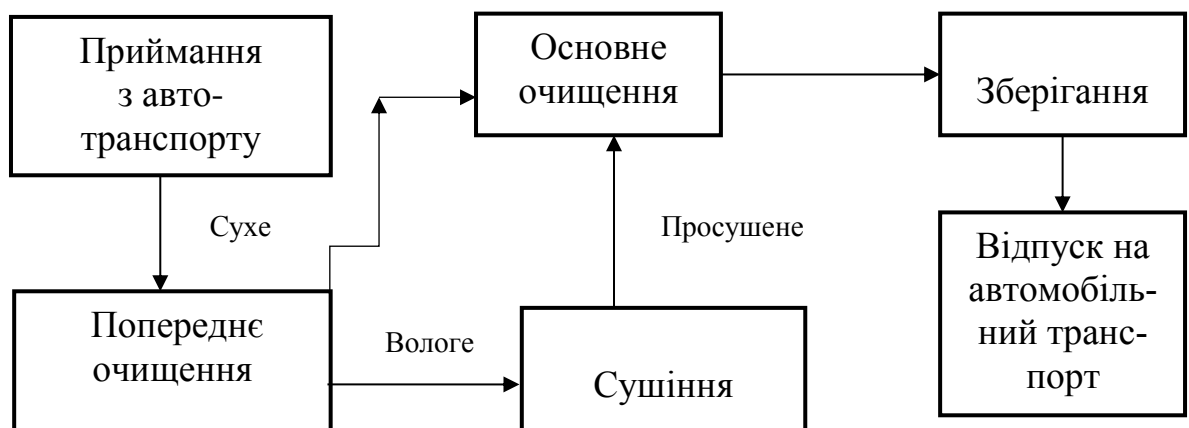 Приймання
з авто-
транспорту
Основне
очищення
Зберігання
Сухе
Просушене
Попереднє
очищення
Вологе
Сушіння
Відпуск на
автомобіль-
ний транс-
порт